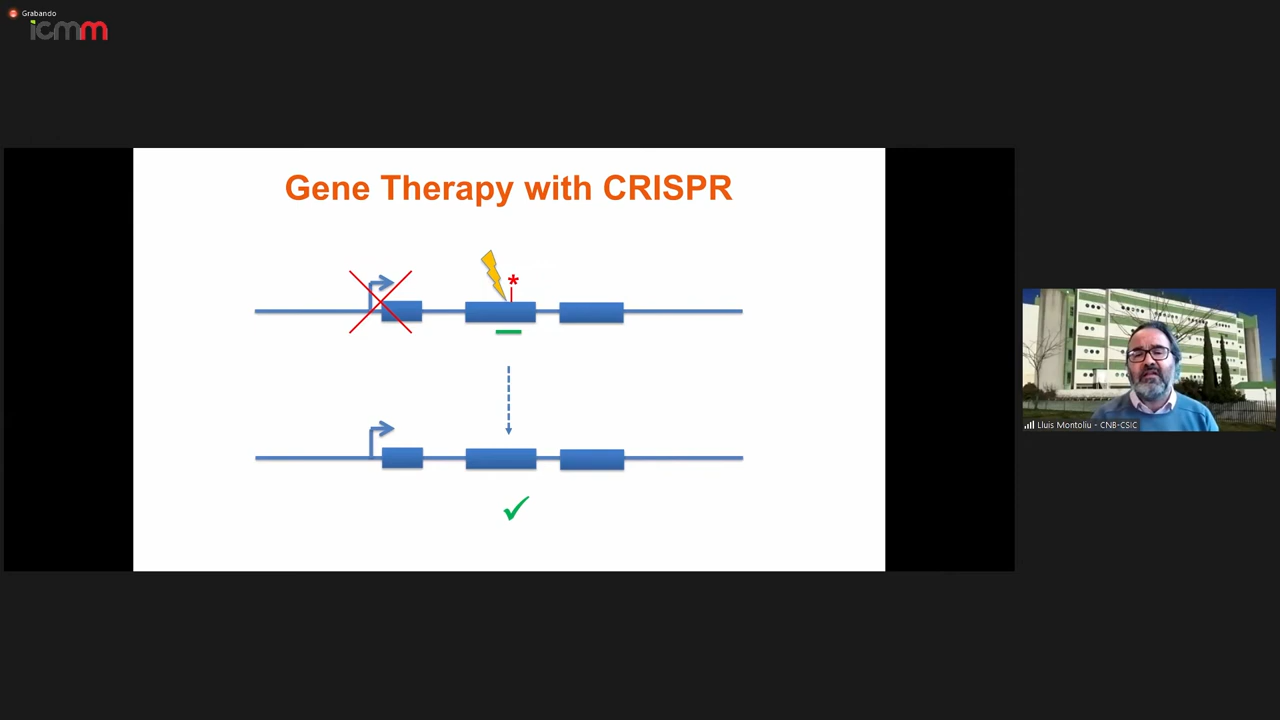 Grabando
icmm
Gene Therapy with CRISPR
*
Lluis Montoliu - CNB-CSIC